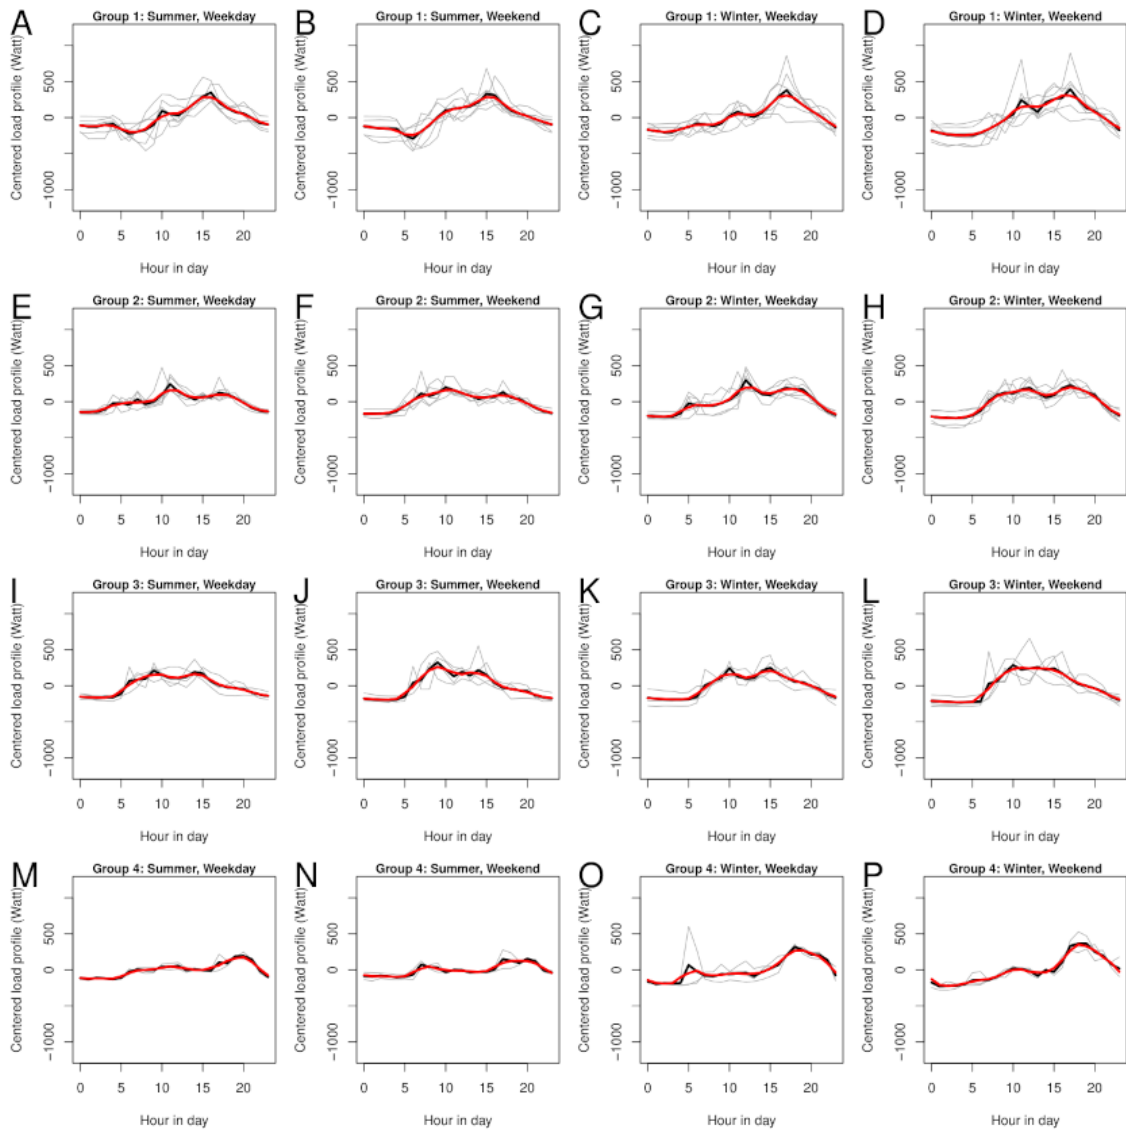 A Group 1: Summer, Weekday
B Group 1: Summer, Weekend
C Group 1: Winter, Weekday
D Group 1: Winter, Weekend
Centered load profile (Watt)
500
0
−1000
0 5 10 15 20
Hour in day
Centered load profile (Watt)
500
0
−1000
0 5 10 15 20
Hour in day
Centered load profile (Watt)
500
0
−1000
0 5 10 15 20
Hour in day
Centered load profile (Watt)
500
0
−1000
0 5 10 15 20
Hour in day
E Group 2: Summer, Weekday
F Group 2: Summer, Weekend
G Group 2: Winter, Weekday
H Group 2: Winter, Weekend
Centered load profile (Watt)
500
0
−1000
0 5 10 15 20
Hour in day
Centered load profile (Watt)
500
0
−1000
0 5 10 15 20
Hour in day
Centered load profile (Watt)
500
0
−1000
0 5 10 15 20
Hour in day
Centered load profile (Watt)
500
0
−1000
0 5 10 15 20
Hour in day
I Group 3: Summer, Weekday
J Group 3: Summer, Weekend
K Group 3: Winter, Weekday
L Group 3: Winter, Weekend
Centered load profile (Watt)
500
0
−1000
0 5 10 15 20
Hour in day
Centered load profile (Watt)
500
0
−1000
0 5 10 15 20
Hour in day
Centered load profile (Watt)
500
0
−1000
0 5 10 15 20
Hour in day
Centered load profile (Watt)
500
0
−1000
0 5 10 15 20
Hour in day
M Group 4: Summer, Weekday
N Group 4: Summer, Weekend
O Group 4: Winter, Weekday
P Group 4: Winter, Weekend
Centered load profile (Watt)
500
0
−1000
0 5 10 15 20
Hour in day
Centered load profile (Watt)
500
0
−1000
0 5 10 15 20
Hour in day
Centered load profile (Watt)
500
0
−1000
0 5 10 15 20
Hour in day
Centered load profile (Watt)
500
0
−1000
0 5 10 15 20
Hour in day